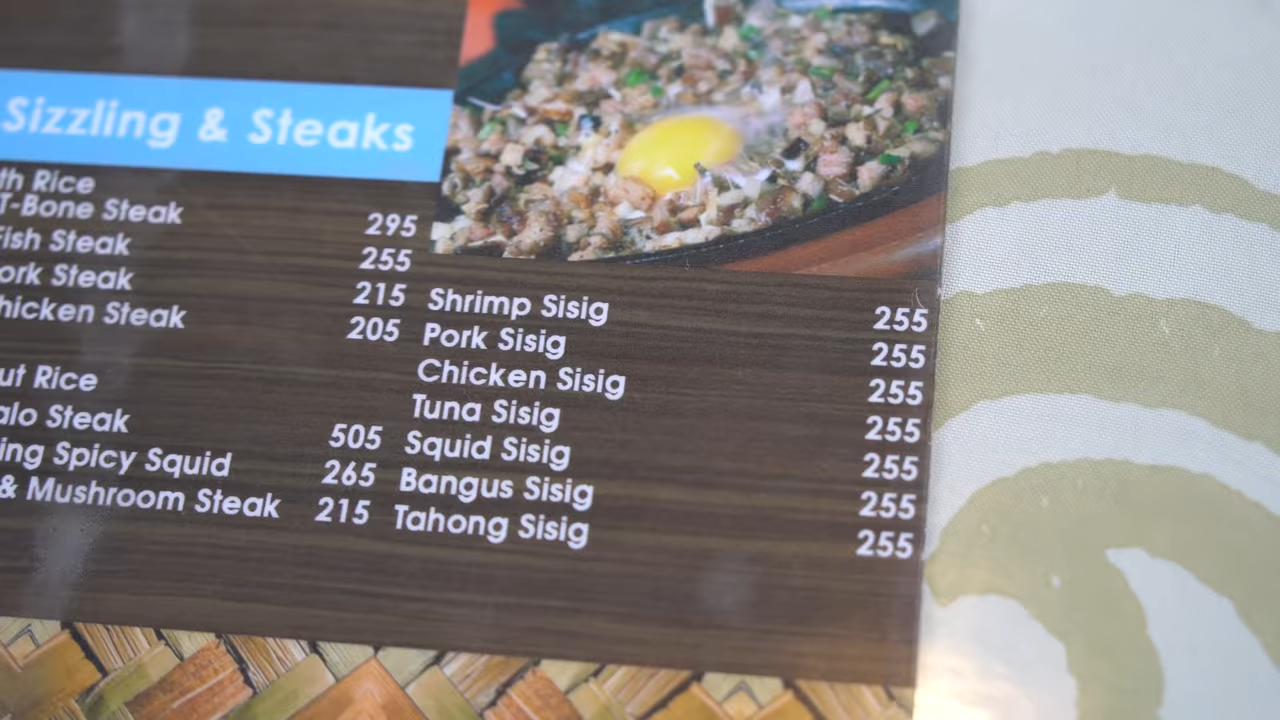 Sizzling & Steaks
th Rice
T-Bone Steak 295
Fish Steak 255
ork Steak 215
hicken Steak 205
ut Rice
alo Steak 505
ing Spicy Squid 265
& Mushroom Steak 215
Shrimp Sisig 255
Pork Sisig 255
Chicken Sisig 255
Tuna Sisig 255
Squid Sisig 255
Bangus Sisig 255
Tahong Sisig 255